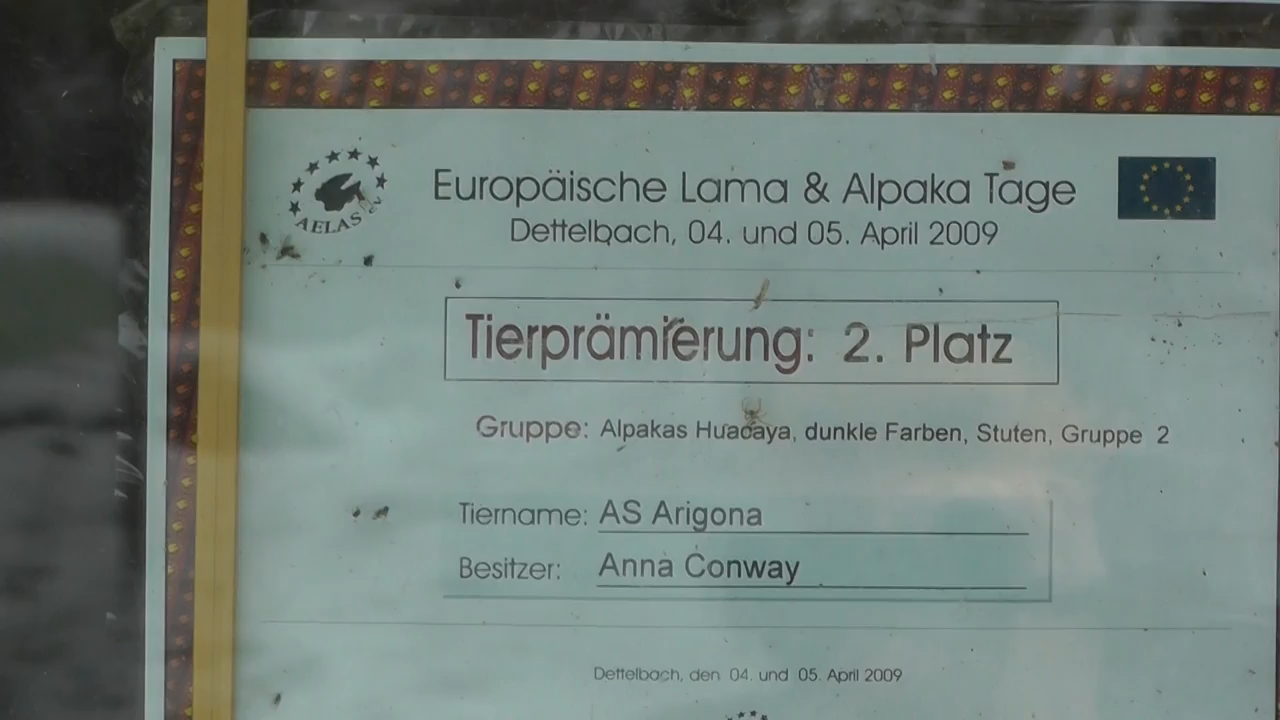 AELAS e.V.
Europäische Lama & Alpaka Tage
Dettelbach, 04. und 05. April 2009
Tierprämierung: 2. Platz
Gruppe: Alpakas Huacaya, dunkle Farben, Stuten, Gruppe 2
Tiername: AS Arigona
Besitzer: Anna Conway
Dettelbach, den 04. und 05. April 2009